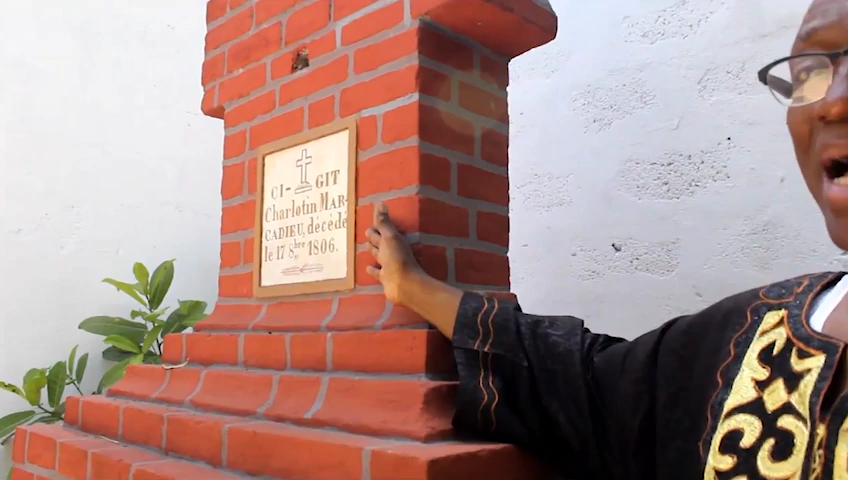 CI-GIT
Charlotin MAR-
CADIEU, décédé
le 17 8bre 1806.